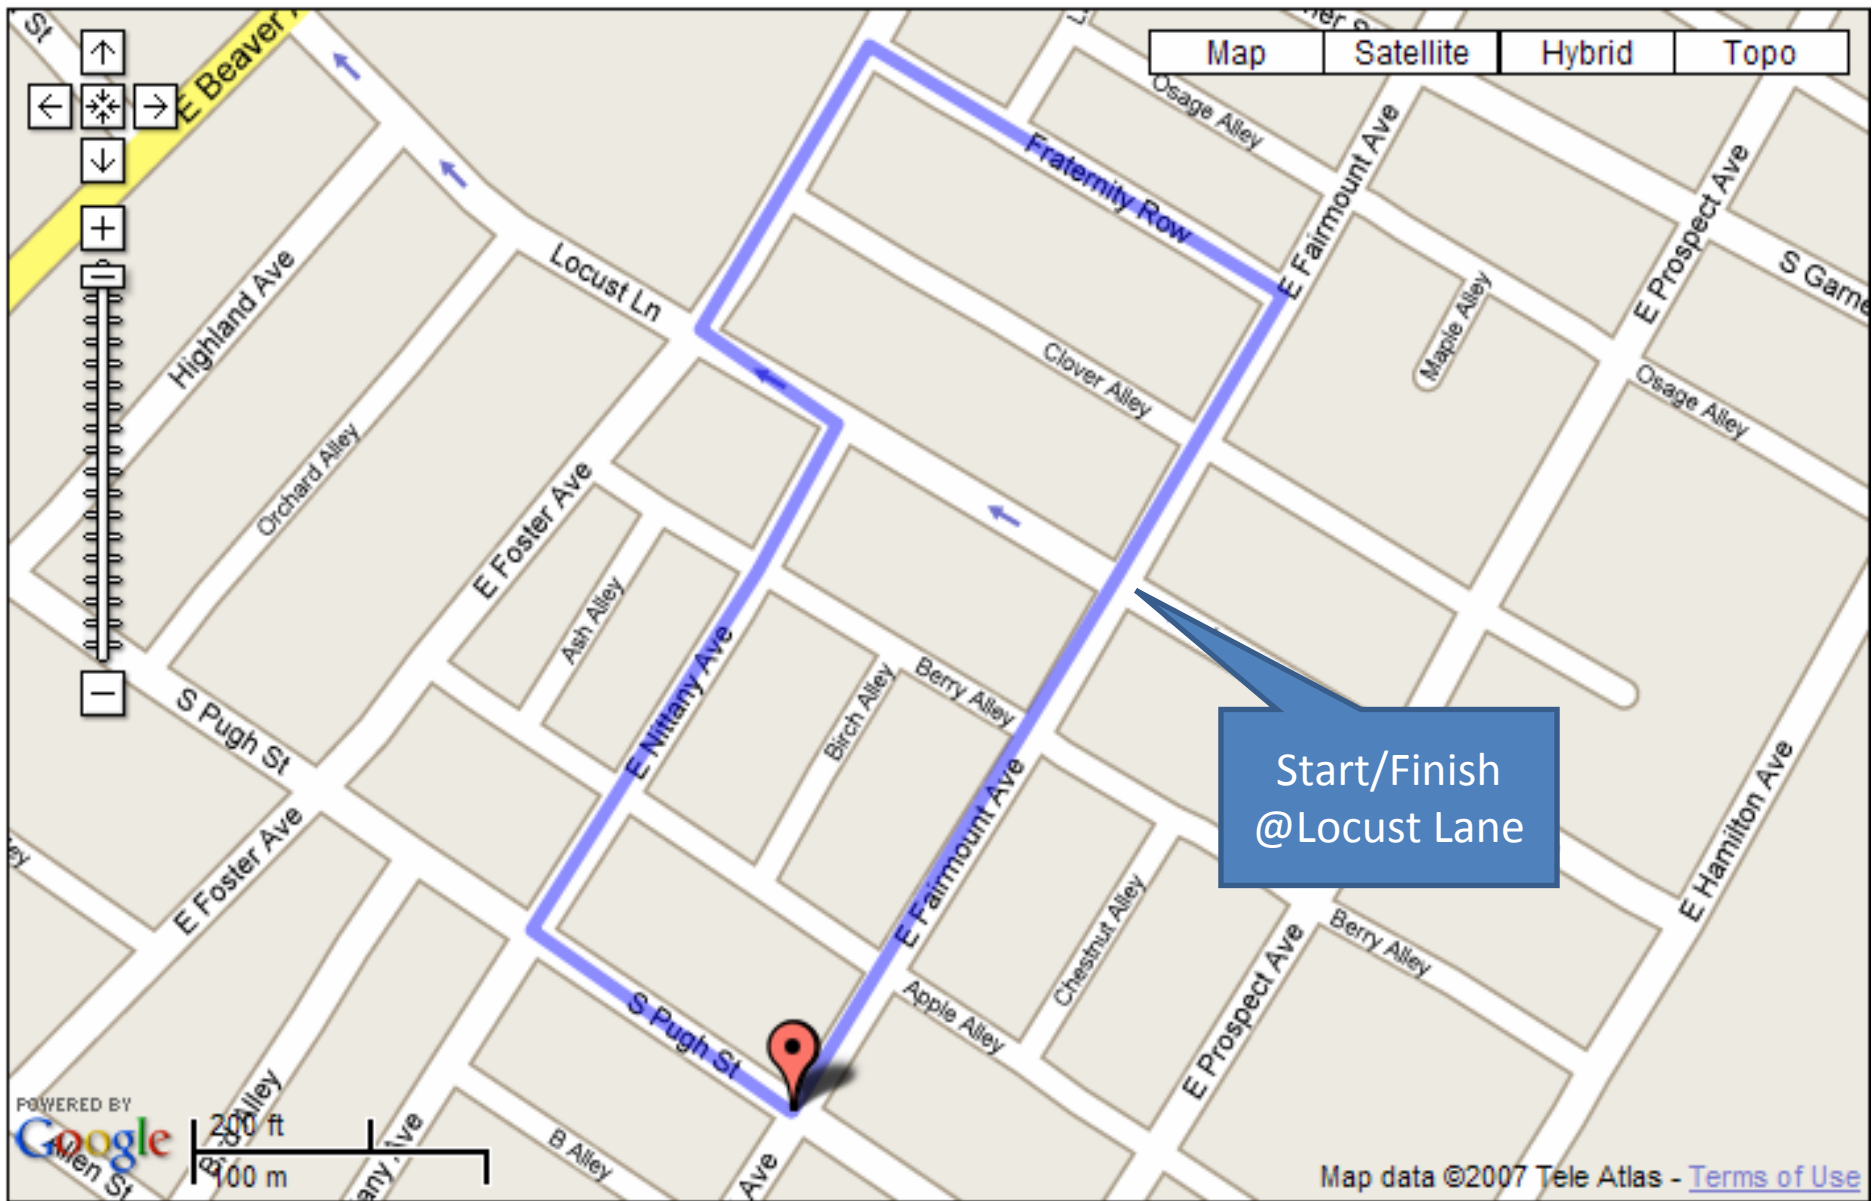 St
E Beaver
Map
Satellite
Hybrid
Topo
Osage Alley
E Fairmount Ave
Fraternity Row
E Prospect Ave
S Garne
Locust Ln
Highland Ave
Maple Alley
Clover Alley
Osage Alley
Orchard Alley
E Foster Ave
Ash Alley
E Nittany Ave
Birch Alley
Berry Alley
S Pugh St
Start/Finish
@Locust Lane
E Hamilton Ave
E Foster Ave
E Fairmount Ave
Chestnut Alley
Berry Alley
Apple Alley
E Prospect Ave
S Pugh St
B Alley
Ave
POWERED BY
Google
200 ft
100 m
Map data ©2007 Tele Atlas - Terms of Use